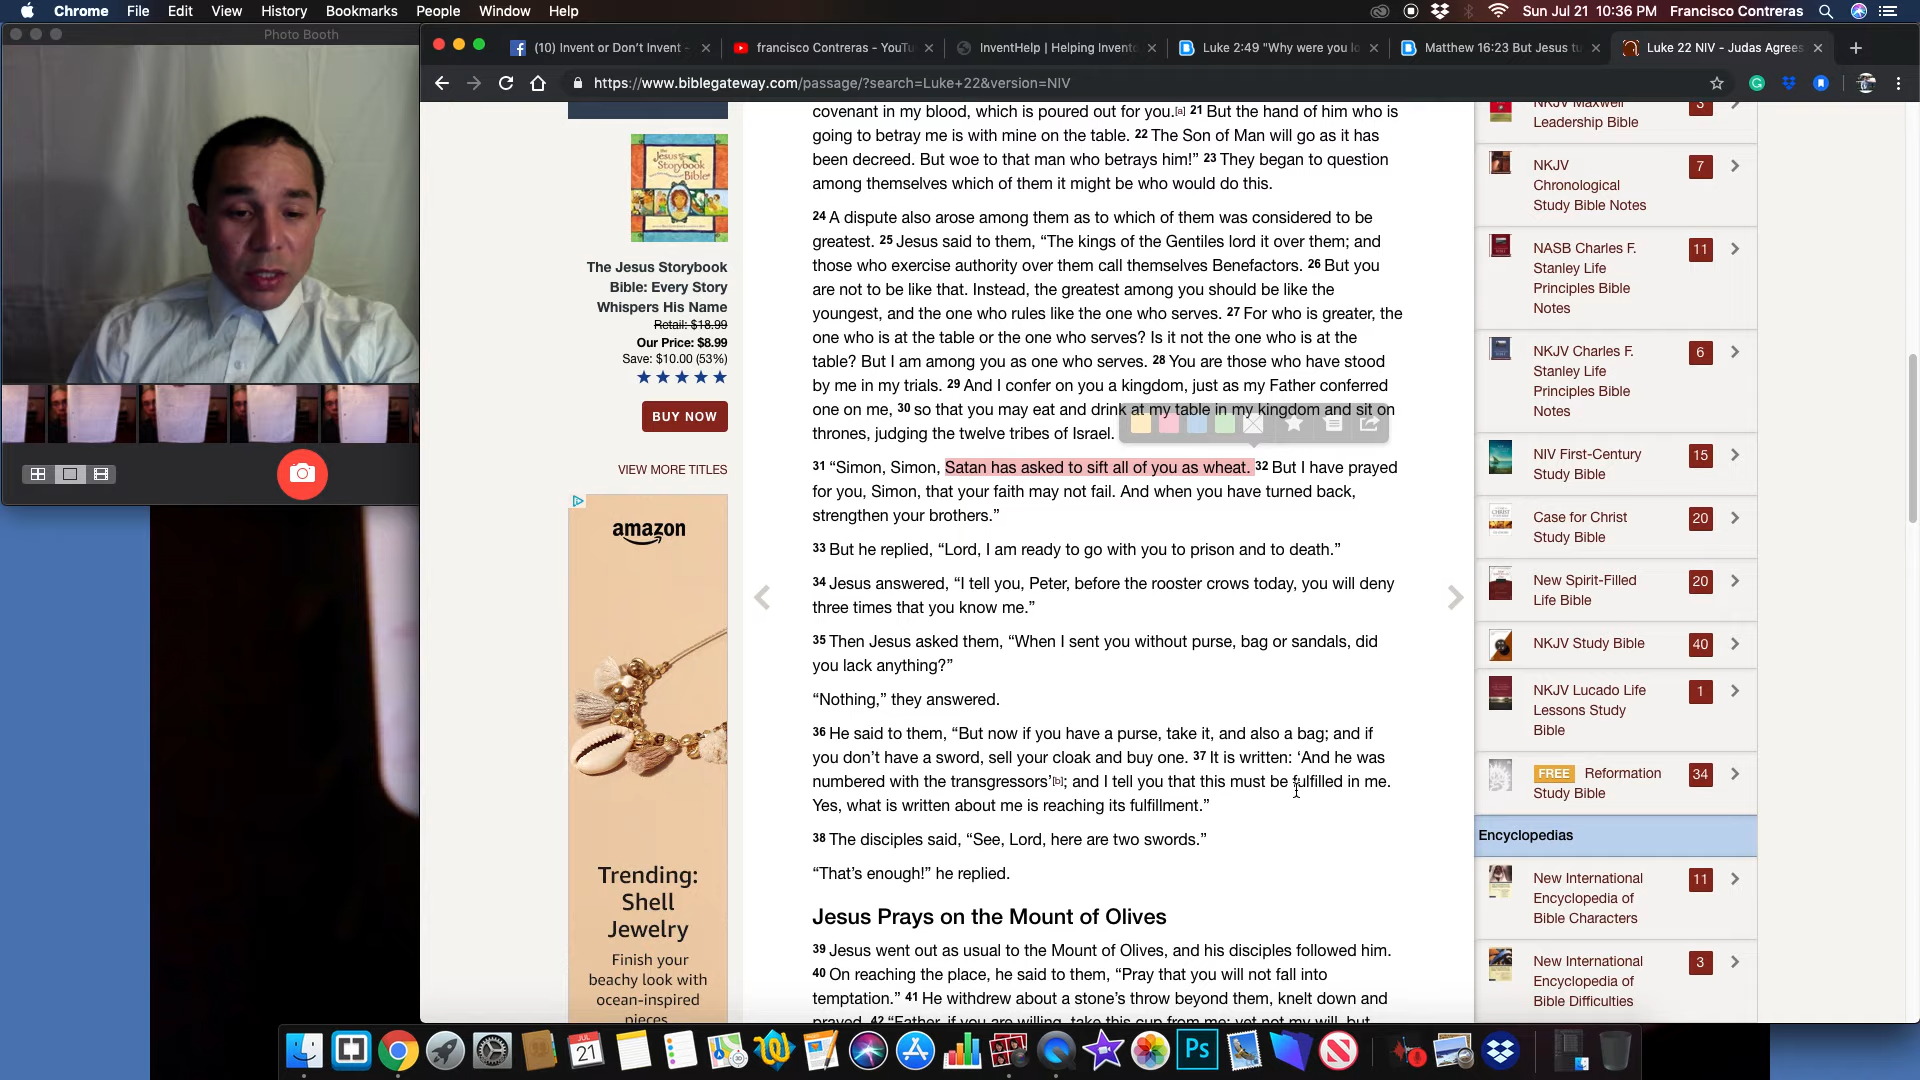 Chrome File Edit View History Bookmarks People Window Help
Sun Jul 21 10:36 PM Francisco Contreras
Photo Booth
(10) Invent or Don't Invent -
francisco Contreras - YouTu
InventHelp | Helping Invento
Luke 2:49 "Why were you lo
Matthew 16:23 But Jesus tu
Luke 22 NIV - Judas Agrees
https://www.biblegateway.com/passage/?search=Luke+22&version=NIV
The Jesus Storybook
Bible: Every Story
Whispers His Name
Retail: $18.99
Our Price: $8.99
Save: $10.00 (53%)
BUY NOW
VIEW MORE TITLES
amazon
Trending:
Shell
Jewelry
Finish your
beachy look with
ocean-inspired
pieces
covenant in my blood, which is poured out for you.[a] 21 But the hand of him who is
going to betray me is with mine on the table. 22 The Son of Man will go as it has
been decreed. But woe to that man who betrays him!” 23 They began to question
among themselves which of them it might be who would do this.
24 A dispute also arose among them as to which of them was considered to be
greatest. 25 Jesus said to them, “The kings of the Gentiles lord it over them; and
those who exercise authority over them call themselves Benefactors. 26 But you
are not to be like that. Instead, the greatest among you should be like the
youngest, and the one who rules like the one who serves. 27 For who is greater, the
one who is at the table or the one who serves? Is it not the one who is at the
table? But I am among you as one who serves. 28 You are those who have stood
by me in my trials. 29 And I confer on you a kingdom, just as my Father conferred
one on me, 30 so that you may eat and drink at my table in my kingdom and sit on
thrones, judging the twelve tribes of Israel.
31 “Simon, Simon, Satan has asked to sift all of you as wheat. 32 But I have prayed
for you, Simon, that your faith may not fail. And when you have turned back,
strengthen your brothers.”
33 But he replied, “Lord, I am ready to go with you to prison and to death.”
34 Jesus answered, “I tell you, Peter, before the rooster crows today, you will deny
three times that you know me.”
35 Then Jesus asked them, “When I sent you without purse, bag or sandals, did
you lack anything?”
“Nothing,” they answered.
36 He said to them, “But now if you have a purse, take it, and also a bag; and if
you don’t have a sword, sell your cloak and buy one. 37 It is written: ‘And he was
numbered with the transgressors’[b]; and I tell you that this must be fulfilled in me.
Yes, what is written about me is reaching its fulfillment.”
38 The disciples said, “See, Lord, here are two swords.”
“That’s enough!” he replied.
Jesus Prays on the Mount of Olives
39 Jesus went out as usual to the Mount of Olives, and his disciples followed him.
40 On reaching the place, he said to them, “Pray that you will not fall into
temptation.” 41 He withdrew about a stone’s throw beyond them, knelt down and
prayed, 42 “Father, if you are willing, take this cup from me; yet not my will, but
NKJV Maxwell 3
Leadership Bible
NKJV 7
Chronological
Study Bible Notes
NASB Charles F. 11
Stanley Life
Principles Bible
Notes
NKJV Charles F. 6
Stanley Life
Principles Bible
Notes
NIV First-Century 15
Study Bible
Case for Christ 20
Study Bible
New Spirit-Filled 20
Life Bible
NKJV Study Bible 40
NKJV Lucado Life 1
Lessons Study
Bible
FREE Reformation 34
Study Bible
Encyclopedias
New International 11
Encyclopedia of
Bible Characters
New International 3
Encyclopedia of
Bible Difficulties
JUL
21
Ps